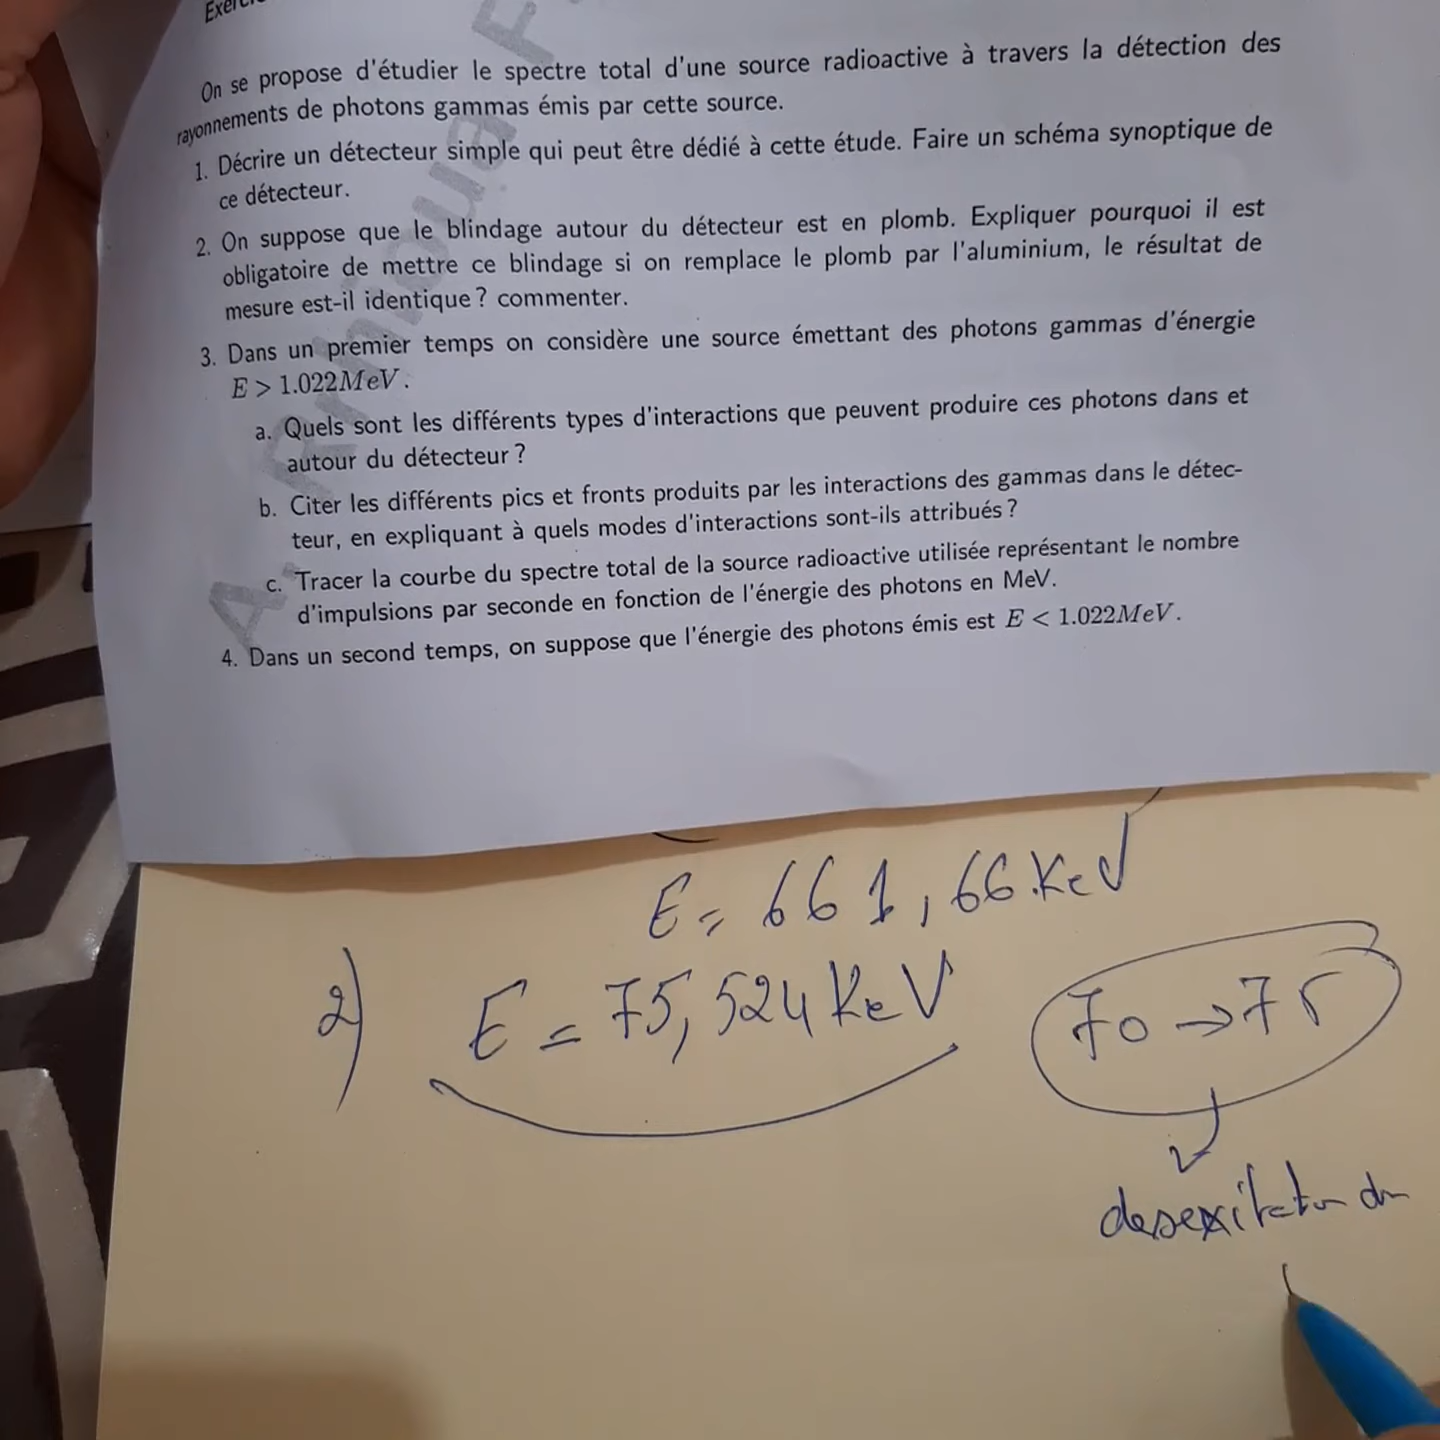 Exercic
On se propose d'étudier le spectre total d'une source radioactive à travers la détection des
rayonnements de photons gammas émis par cette source.
1. Décrire un détecteur simple qui peut être dédié à cette étude. Faire un schéma synoptique de
ce détecteur.
2. On suppose que le blindage autour du détecteur est en plomb. Expliquer pourquoi il est
obligatoire de mettre ce blindage si on remplace le plomb par l'aluminium, le résultat de
mesure est-il identique ? commenter.
3. Dans un premier temps on considère une source émettant des photons gammas d'énergie
E > 1.022MeV.
a. Quels sont les différents types d'interactions que peuvent produire ces photons dans et
autour du détecteur ?
b. Citer les différents pics et fronts produits par les interactions des gammas dans le détec-
teur, en expliquant à quels modes d'interactions sont-ils attribués ?
c. Tracer la courbe du spectre total de la source radioactive utilisée représentant le nombre
d'impulsions par seconde en fonction de l'énergie des photons en MeV.
4. Dans un second temps, on suppose que l'énergie des photons émis est E < 1.022MeV.
E = 661,66 KeV
2) E = 75,524 KeV 70 → 75
desexitation du